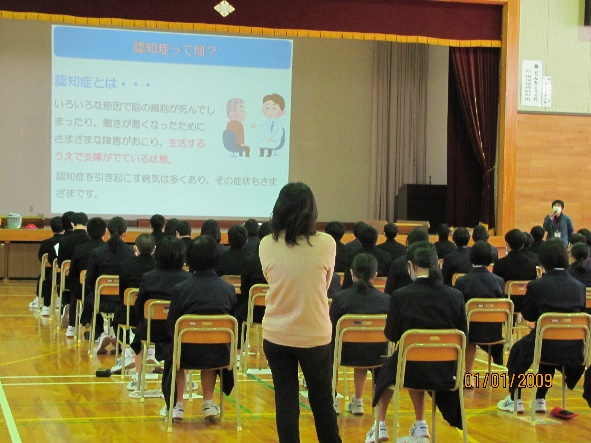 認知症って何？
認知症とは・・・
いろいろな原因で脳の細胞が死んでし
まったり、働きが悪くなったために
さまざまな障害がおこり、生活する
うえで支障がでている状態。
認知症を引き起こす病気は多くあり、その症状もさま
ざまです。
01/01/2009